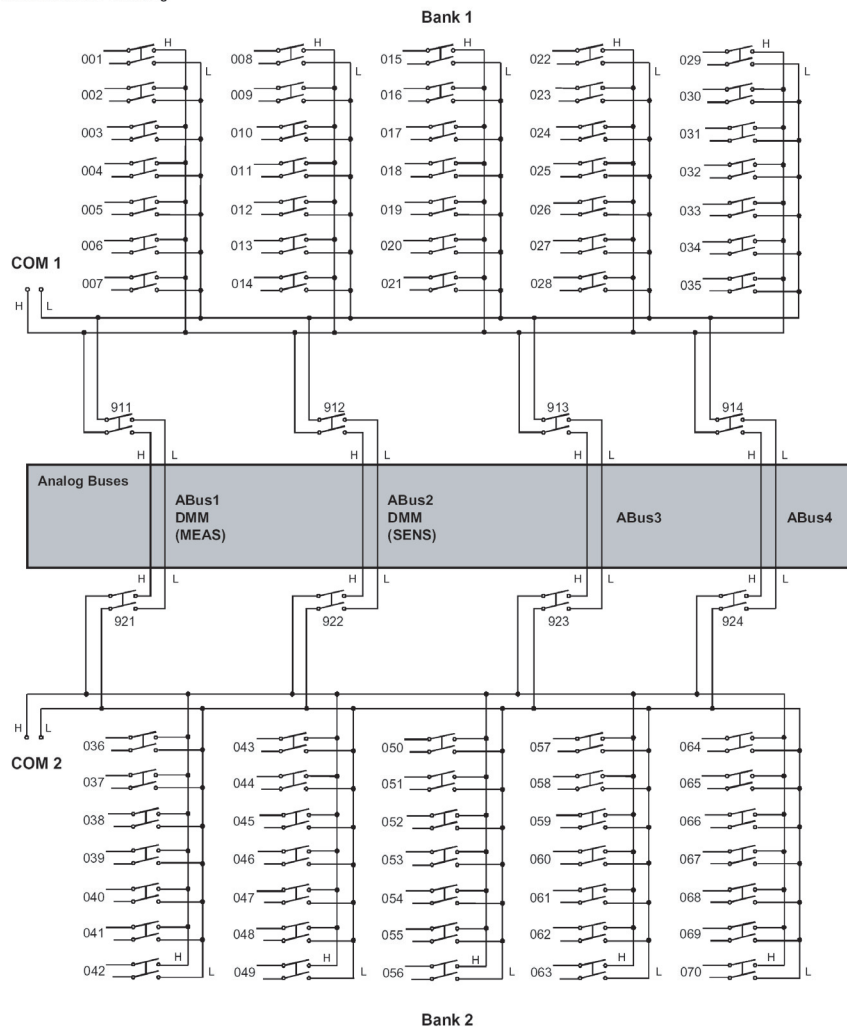 Bank 1
001 H L 008 H L 015 H L 022 H L 029 H L
002 009 016 023 030
003 010 017 024 031
004 011 018 025 032
005 012 019 026 033
006 013 020 027 034
COM 1
007 014 021 028 035
H L
911 912 913 914
H L H L H L H L
Analog Buses
ABus1
DMM
(MEAS)
ABus2
DMM
(SENS)
ABus3
ABus4
H L H L H L H L
921 922 923 924
H L
COM 2
036 043 050 057 064
037 044 051 058 065
038 045 052 059 066
039 046 053 060 067
040 047 054 061 068
041 048 055 062 069
042 H L 049 H L 056 H L 063 H L 070 H L
Bank 2